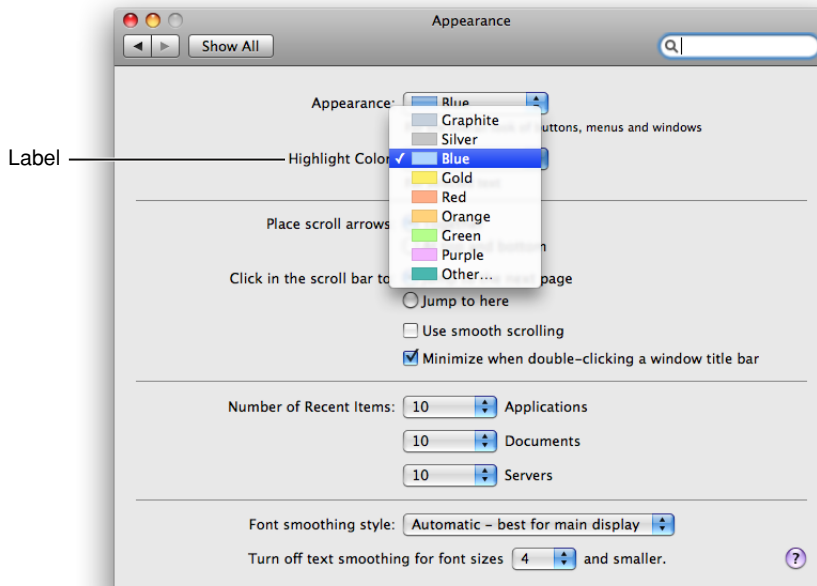 Appearance
Show All
Appearance: Blue
Graphite
buttons, menus and windows
Silver
Label
Highlight Color
Blue
Gold
Red
Orange
Place scroll arrows
Green
Purple
Click in the scroll bar to:
Other...
page
Jump to here
Use smooth scrolling
Minimize when double-clicking a window title bar
Number of Recent Items: 10 Applications
10 Documents
10 Servers
Font smoothing style: Automatic – best for main display
Turn off text smoothing for font sizes 4 and smaller. ?